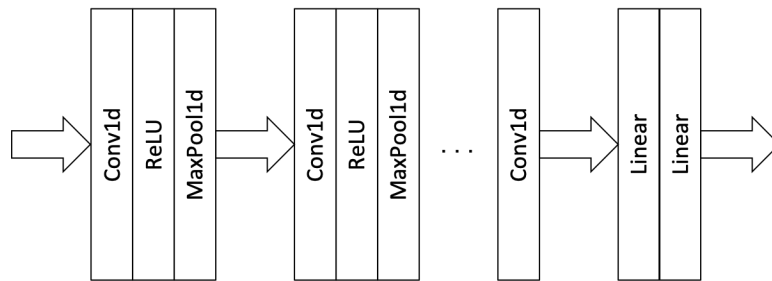 Conv1d
ReLU
MaxPool1d
Conv1d
ReLU
MaxPool1d
. . .
Conv1d
Linear
Linear